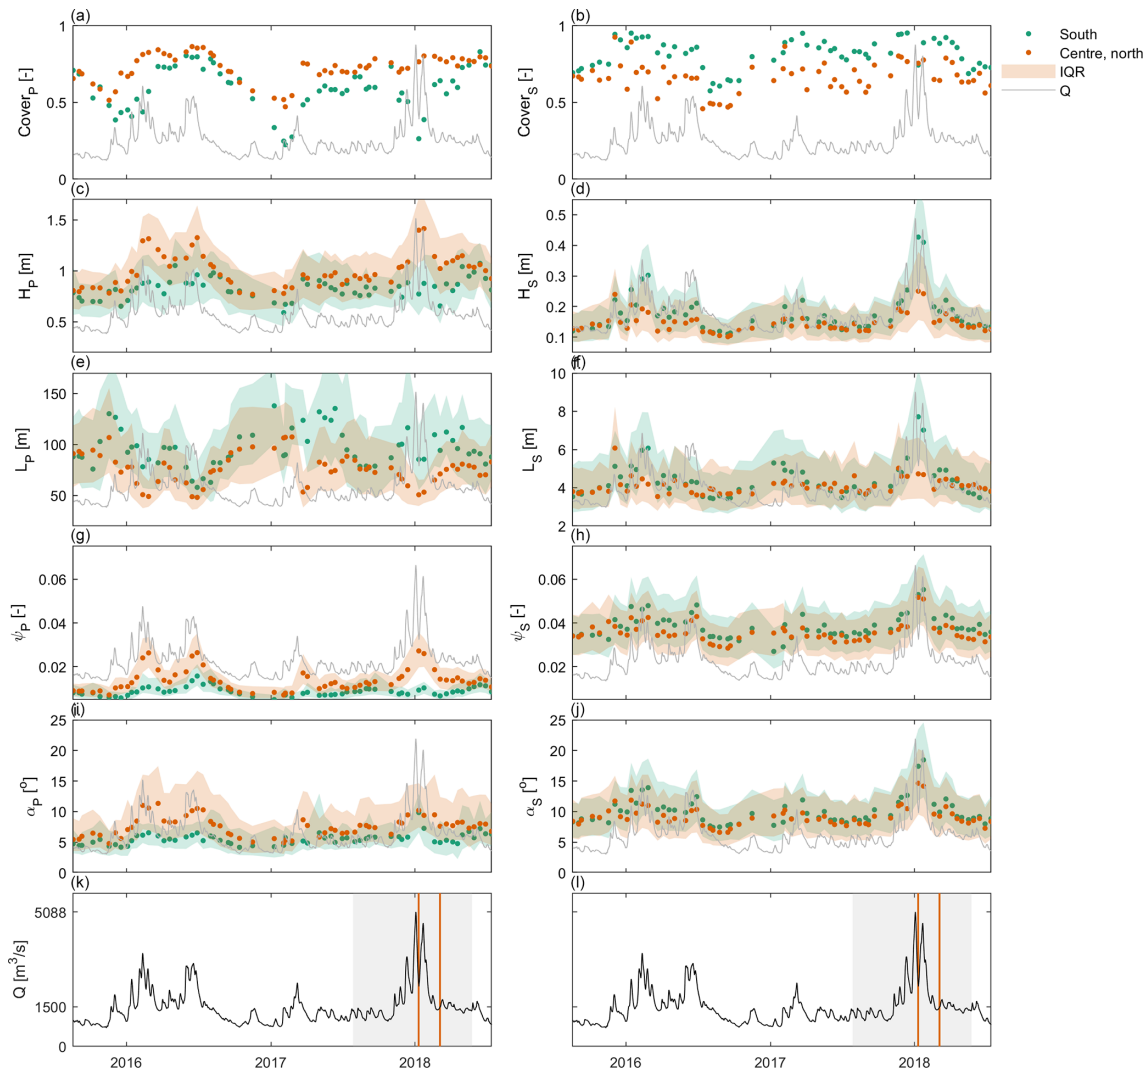 (a)
Cover_P [-]
1
0.5
0
(b)
Cover_S [-]
1
0.5
0
South
Centre, north
IQR
Q
(c)
H_P [m]
1.5
1
0.5
(d)
H_S [m]
0.5
0.4
0.3
0.2
0.1
(e)
L_P [m]
150
100
50
(f)
L_S [m]
10
8
6
4
2
(g)
ψ_P [-]
0.06
0.04
0.02
(h)
ψ_S [-]
0.06
0.04
0.02
(i)
α_P [°]
25
20
15
10
5
0
(j)
α_S [°]
25
20
15
10
5
0
(k)
Q [m³/s]
5088
1500
0
2016 2017 2018
(l)
2016 2017 2018